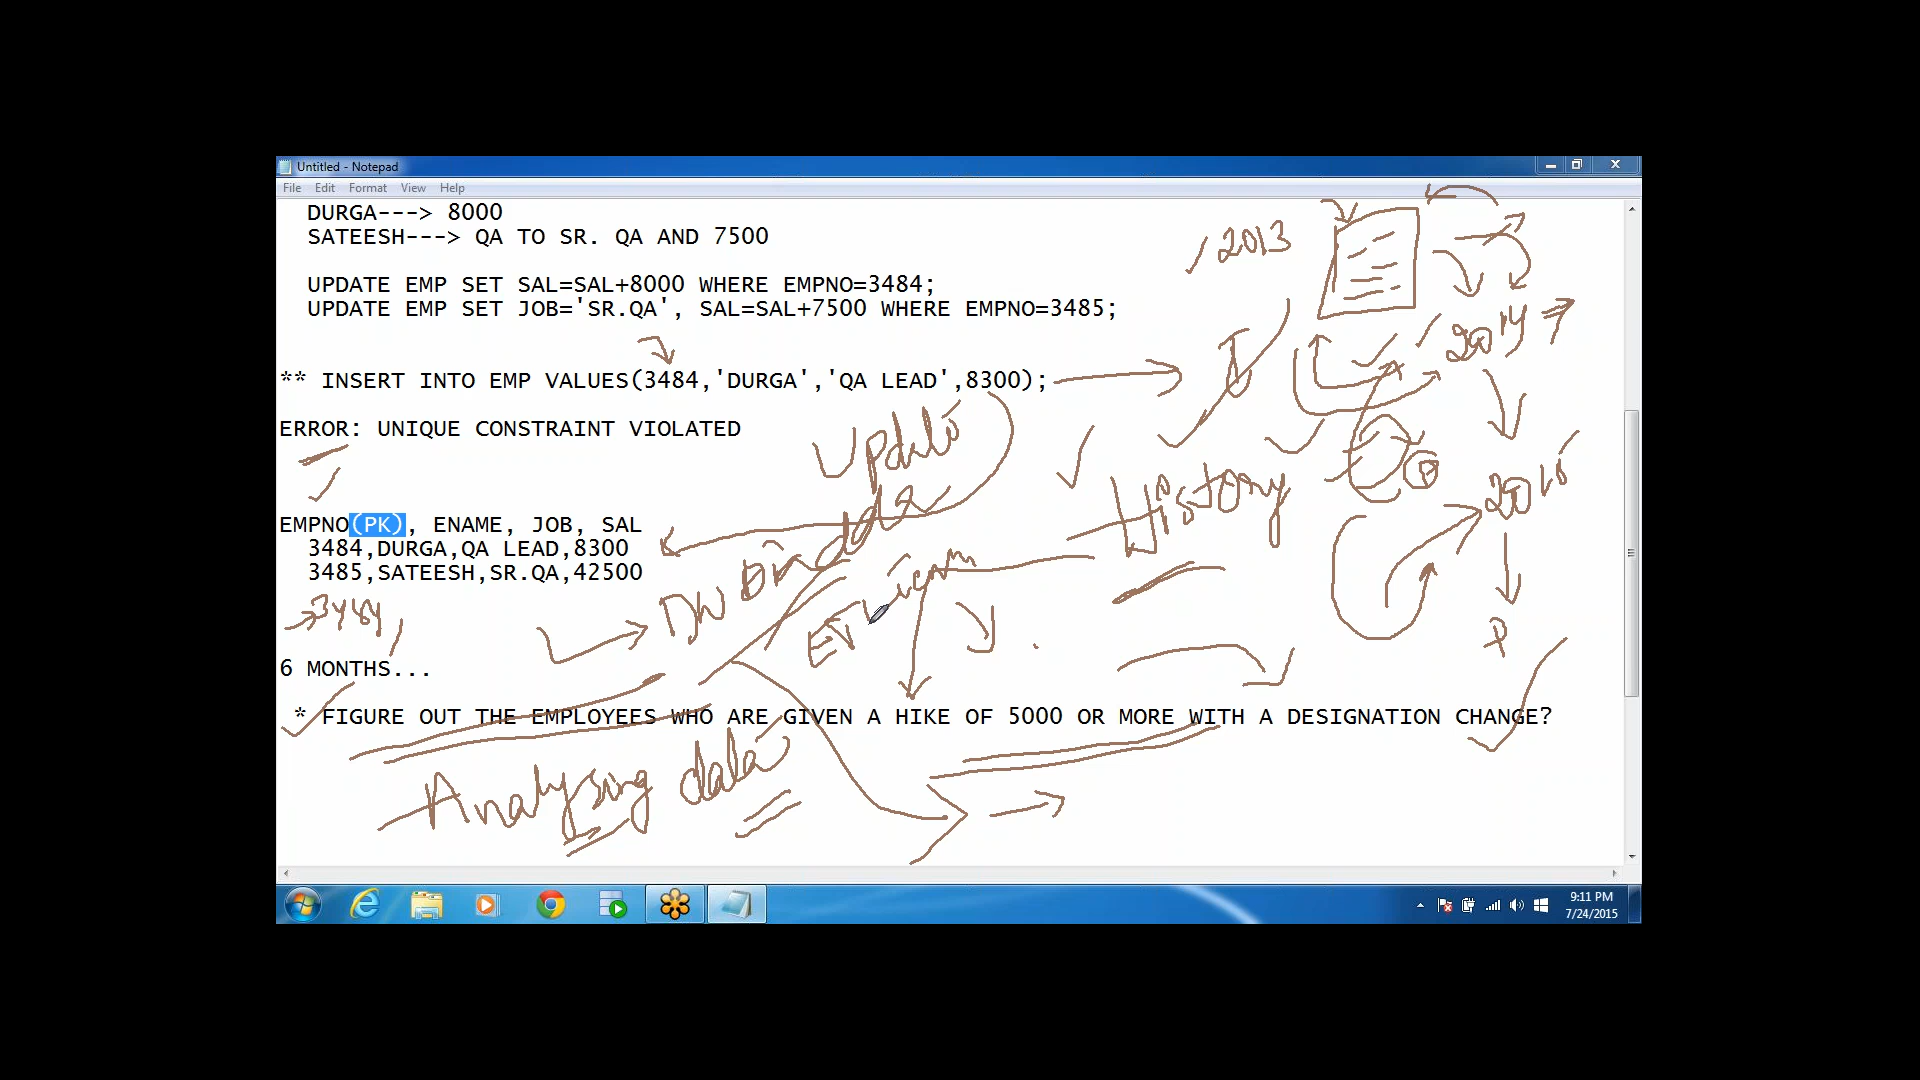 Untitled - Notepad
File Edit Format View Help
DURGA---> 8000
SATEESH---> QA TO SR. QA AND 7500
2013
UPDATE EMP SET SAL=SAL+8000 WHERE EMPNO=3484;
UPDATE EMP SET JOB='SR.QA', SAL=SAL+7500 WHERE EMPNO=3485;
2014
** INSERT INTO EMP VALUES(3484,'DURGA','QA LEAD',8300);
ERROR: UNIQUE CONSTRAINT VIOLATED
Update
History
EMPNO(PK), ENAME, JOB, SAL
3484,DURGA,QA LEAD,8300
3485,SATEESH,SR.QA,42500
3484,
DW
6 MONTHS...
* FIGURE OUT THE EMPLOYEES WHO ARE GIVEN A HIKE OF 5000 OR MORE WITH A DESIGNATION CHANGE?
Analysing data
9:11 PM
7/24/2015